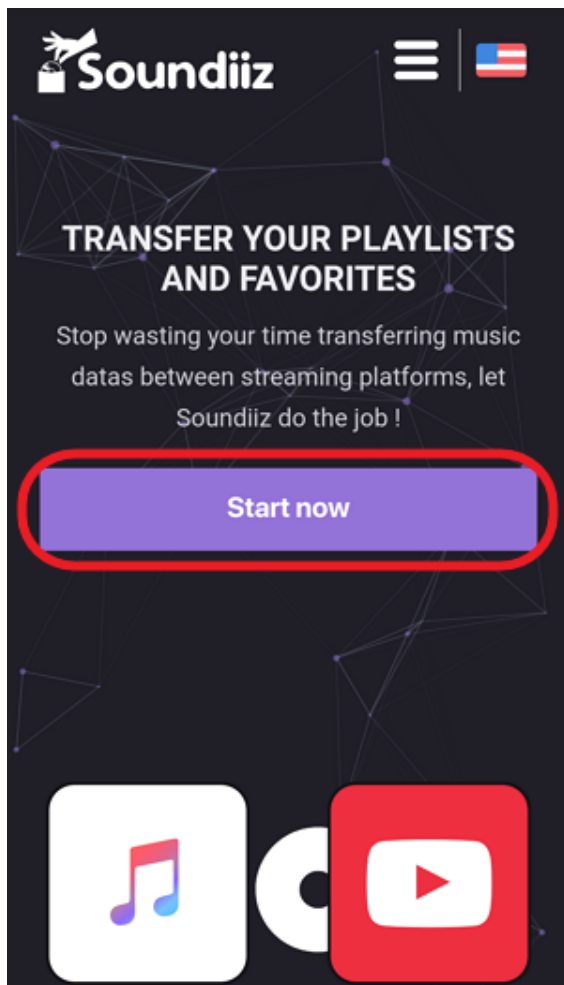 Soundiiz
TRANSFER YOUR PLAYLISTS
AND FAVORITES
Stop wasting your time transferring music
datas between streaming platforms, let
Soundiiz do the job !
Start now